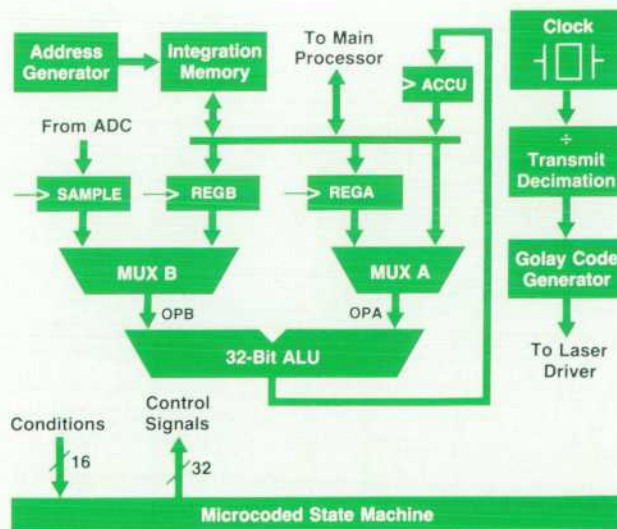 Address
Generator
Integration
Memory
To Main
Processor
Clock
> ACCU
From ADC
÷
Transmit
Decimation
> SAMPLE
> REGB
> REGA
MUX B
MUX A
Golay Code
Generator
OPB
OPA
32-Bit ALU
To Laser
Driver
Conditions
Control
Signals
16
32
Microcoded State Machine